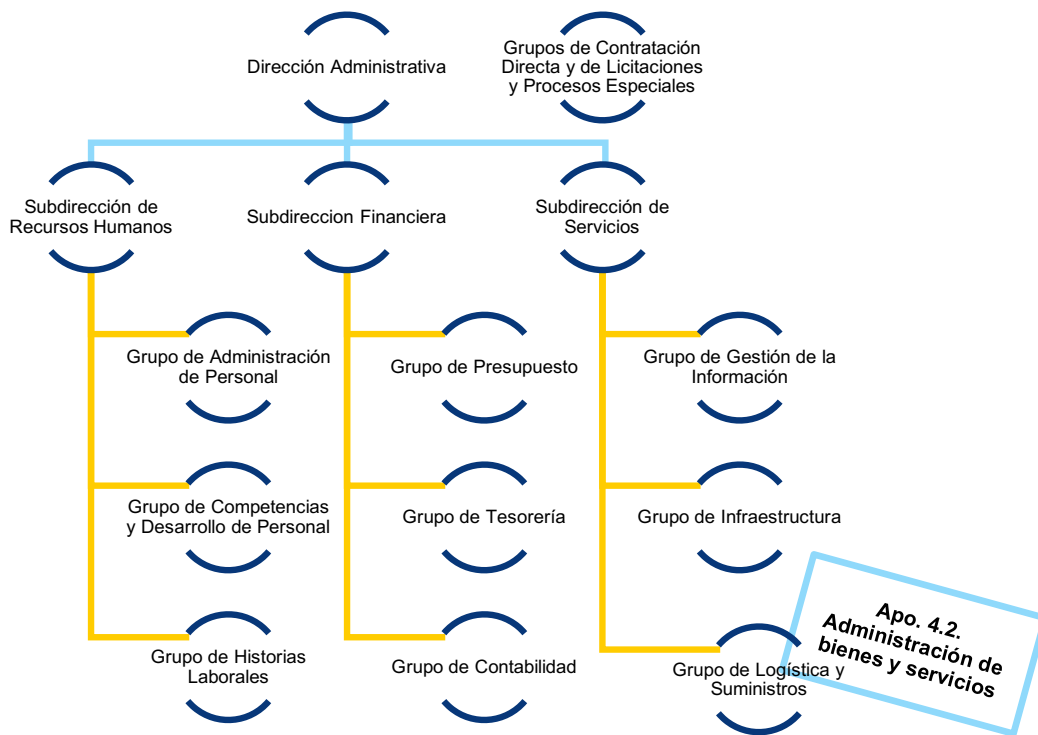 Dirección Administrativa
Grupos de Contratación
Directa y de Licitaciones
y Procesos Especiales
Subdirección de
Recursos Humanos
Subdireccion Financiera
Subdirección de
Servicios
Grupo de Administración
de Personal
Grupo de Presupuesto
Grupo de Gestión de la
Información
Grupo de Competencias
y Desarrollo de Personal
Grupo de Tesorería
Grupo de Infraestructura
Grupo de Historias
Laborales
Grupo de Contabilidad
Grupo de Logística y
Suministros
Apo. 4.2.
Administración de
bienes y servicios